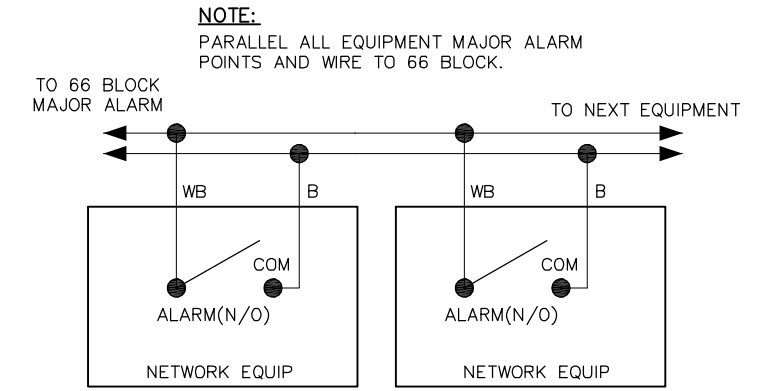 NOTE:
PARALLEL ALL EQUIPMENT MAJOR ALARM
POINTS AND WIRE TO 66 BLOCK.
TO 66 BLOCK
MAJOR ALARM
TO NEXT EQUIPMENT
WB
B
WB
B
COM
ALARM(N/O)
NETWORK EQUIP
COM
ALARM(N/O)
NETWORK EQUIP